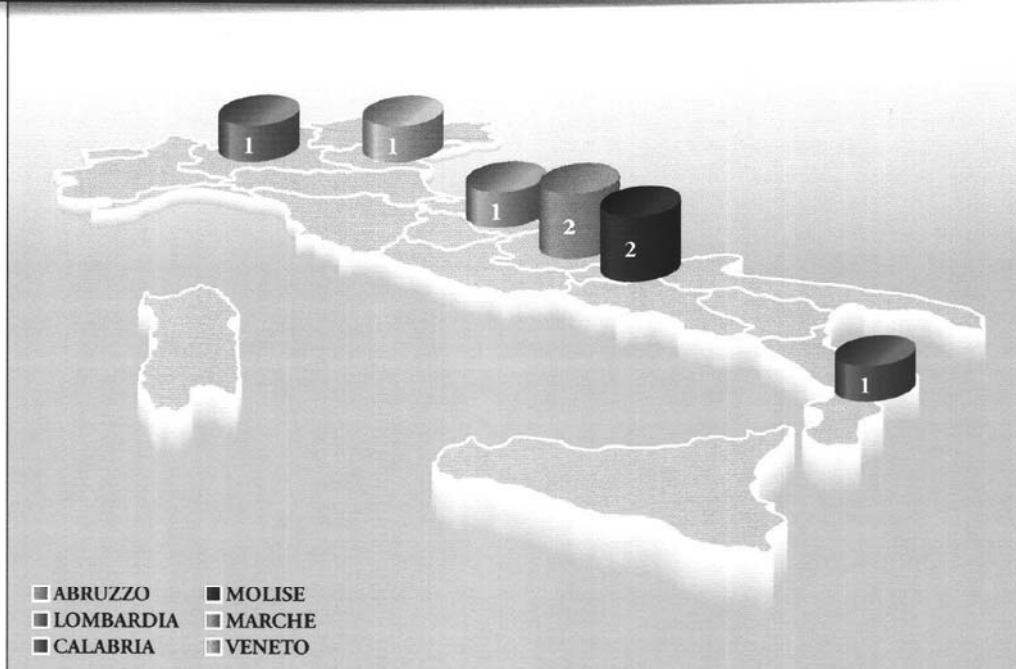 1
1
1
2
2
1
ABRUZZO
LOMBARDIA
CALABRIA
MOLISE
MARCHE
VENETO